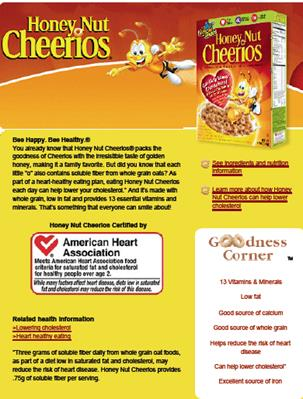 Honey Nut
Cheerios
Bee Happy. Bee Healthy.®
You already know that Honey Nut Cheerios® packs the
goodness of Cheerios with the irresistible taste of golden
honey, making it a family favorite. But did you know that each
little "o" also contains soluble fiber from whole grain oats? As
part of a heart-healthy eating plan, eating Honey Nut Cheerios
each day can help lower your cholesterol.* And it's made with
whole grain, low in fat and provides 13 essential vitamins and
minerals. That's something that everyone can smile about!
Honey Nut Cheerios Certified by
American Heart
Association
Meets American Heart Association food
criteria for saturated fat and cholesterol
for healthy people over age 2.
While many factors affect heart disease, diets low in saturated
fat and cholesterol may reduce the risk of this disease.
Related health information
>Lowering cholesterol
>Heart healthy eating
*Three grams of soluble fiber daily from whole grain oat foods,
as part of a diet low in saturated fat and cholesterol, may
reduce the risk of heart disease. Honey Nut Cheerios provides
.75g of soluble fiber per serving.
Honey Nut
Cheerios
See ingredients and nutrition
information
Learn more about how Honey
Nut Cheerios can help lower
cholesterol
Goodness
Corner ™
13 Vitamins & Minerals
Low fat
Good source of calcium
Good source of whole grain
Helps reduce the risk of heart
disease
Can help lower cholesterol*
Excellent source of iron